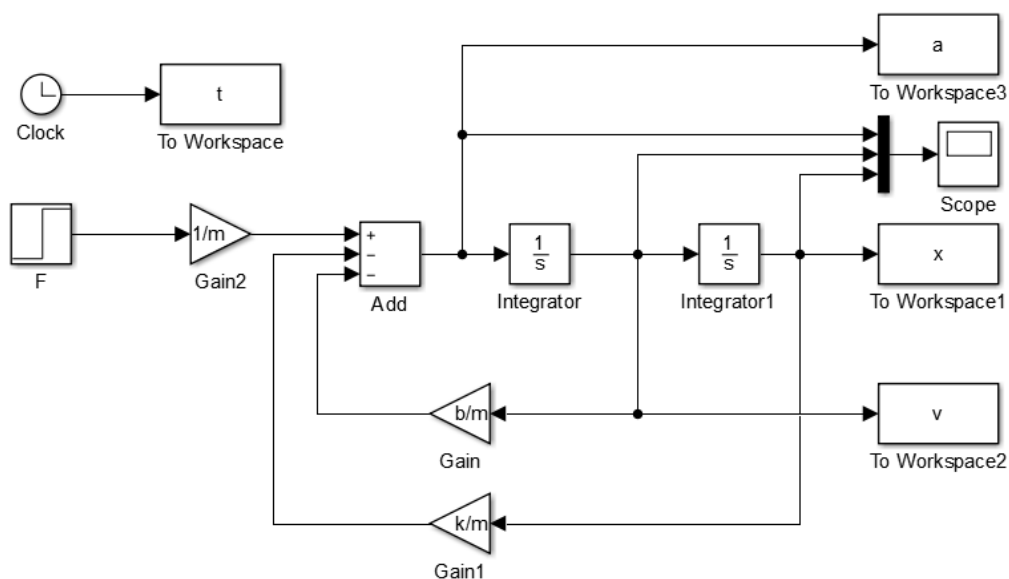 a
To Workspace3
t
Clock
To Workspace
Scope
F
1/m
Gain2
+
−
−
Add
1
s
Integrator
1
s
Integrator1
x
To Workspace1
b/m
Gain
v
To Workspace2
k/m
Gain1